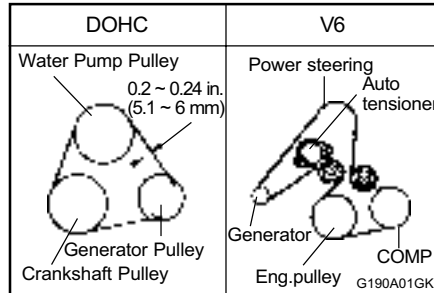 DOHC
Water Pump Pulley
0.2 ~ 0.24 in.
(5.1 ~ 6 mm)
Generator Pulley
Crankshaft Pulley
V6
Power steering
Auto
tensioner
Generator
COMP
Eng.pulley
G190A01GK